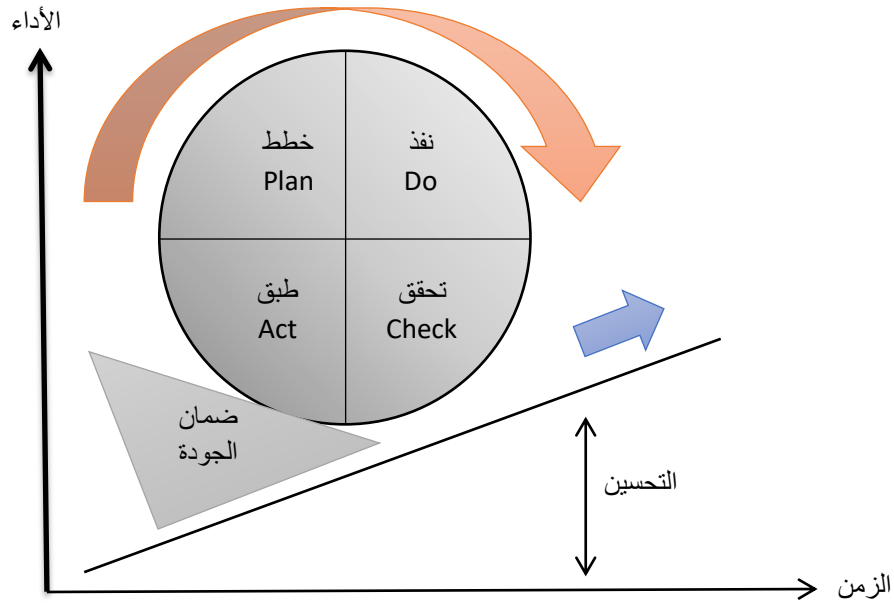 الأداء
خطط
Plan
نفذ
Do
طبق
Act
تحقق
Check
ضمان
الجودة
التحسين
الزمن